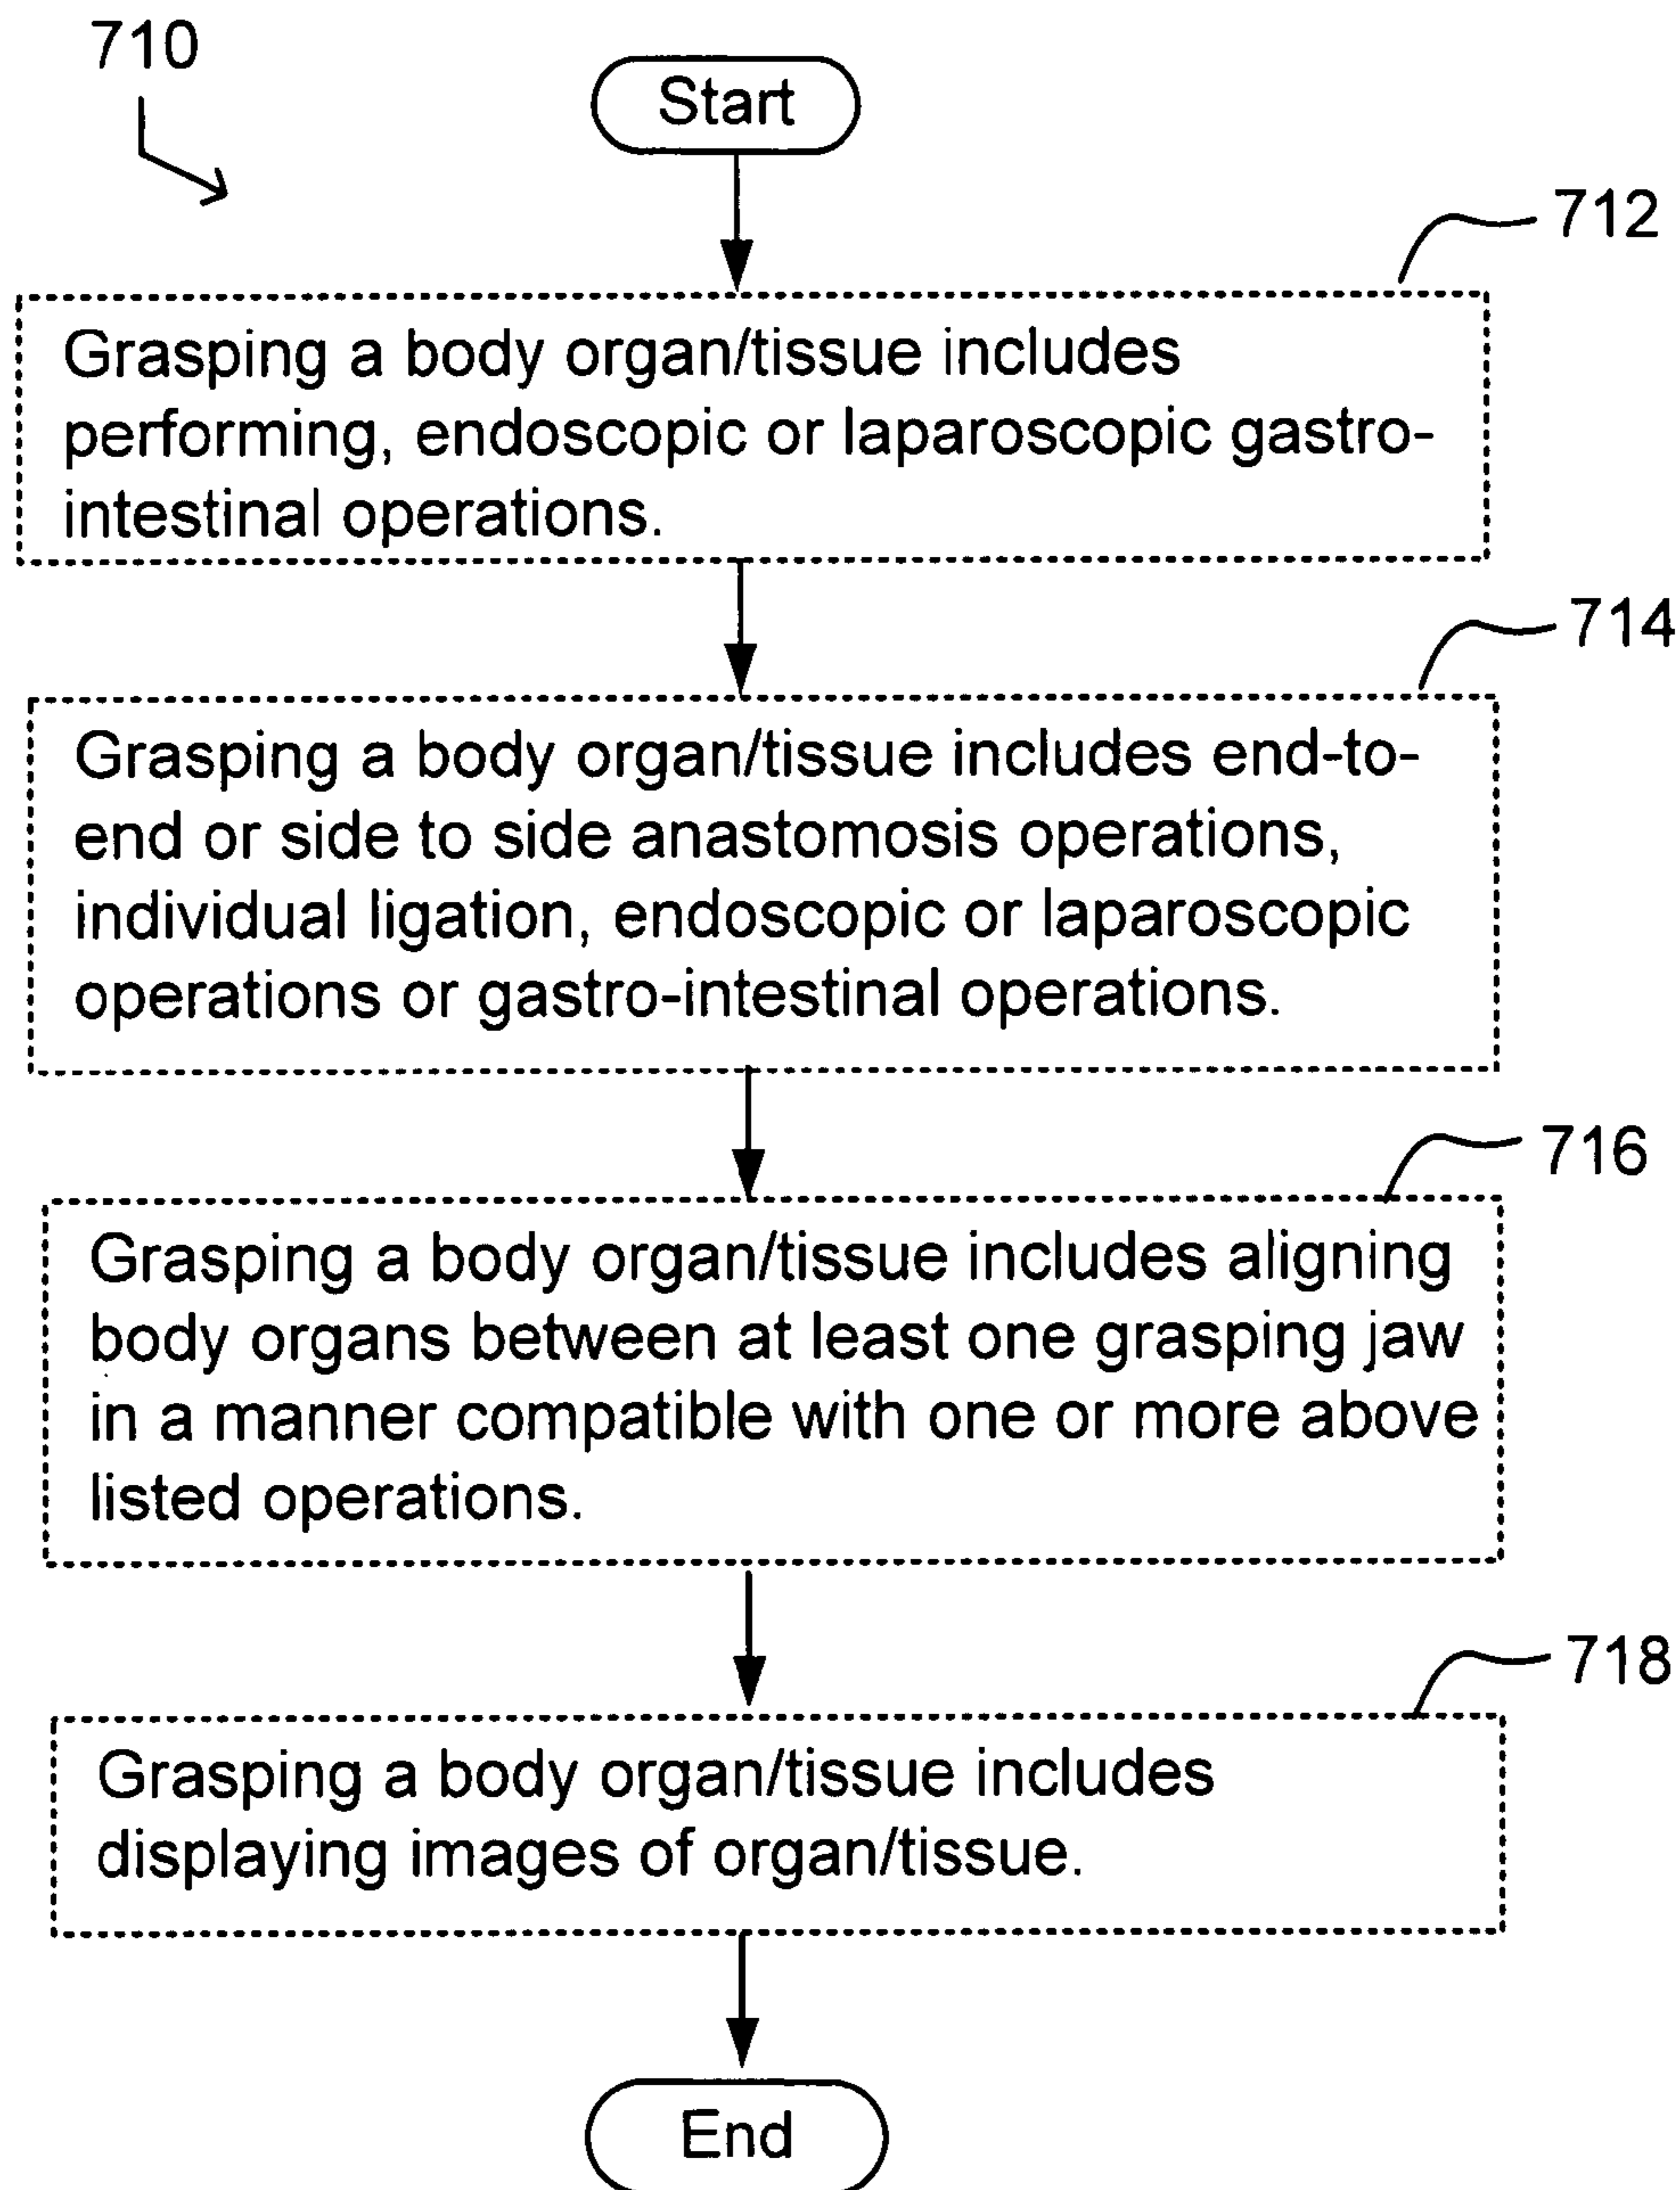 710
Start
712
Grasping a body organ/tissue includes
performing, endoscopic or laparoscopic gastro-
intestinal operations.
714
Grasping a body organ/tissue includes end-to-
end or side to side anastomosis operations,
individual ligation, endoscopic or laparoscopic
operations or gastro-intestinal operations.
716
Grasping a body organ/tissue includes aligning
body organs between at least one grasping jaw
in a manner compatible with one or more above
listed operations.
718
Grasping a body organ/tissue includes
displaying images of organ/tissue.
End